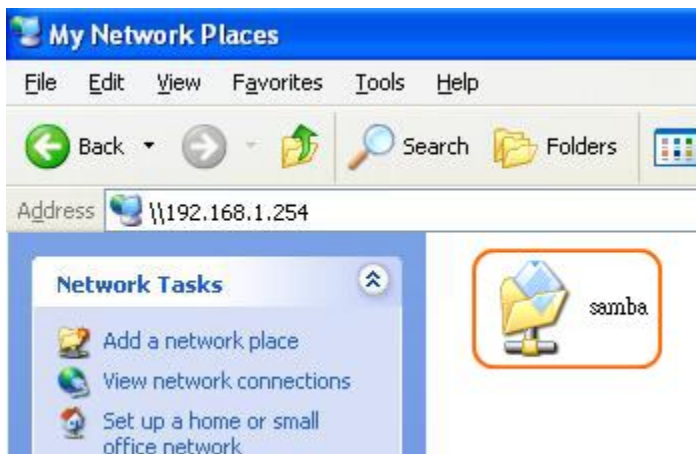 My Network Places
File Edit View Favorites Tools Help
Back Search Folders
Address \\192.168.1.254
Network Tasks
samba
Add a network place
View network connections
Set up a home or small
office network